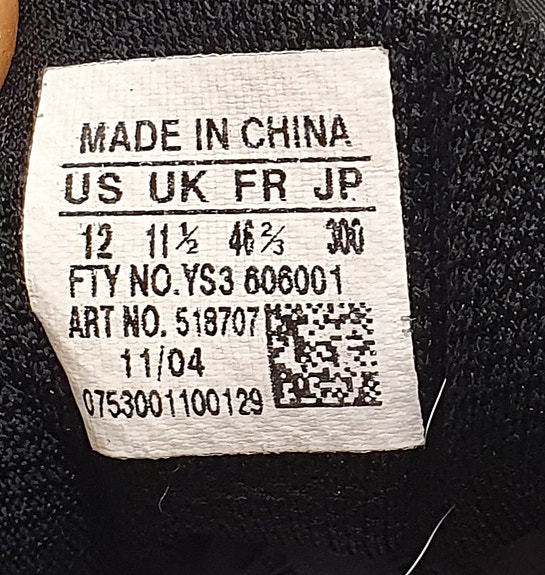 MADE IN CHINA
US UK FR JP
12 11½ 46⅔ 300
FTY NO.YS3 606001
ART NO. 518707
11/04
0753001100129